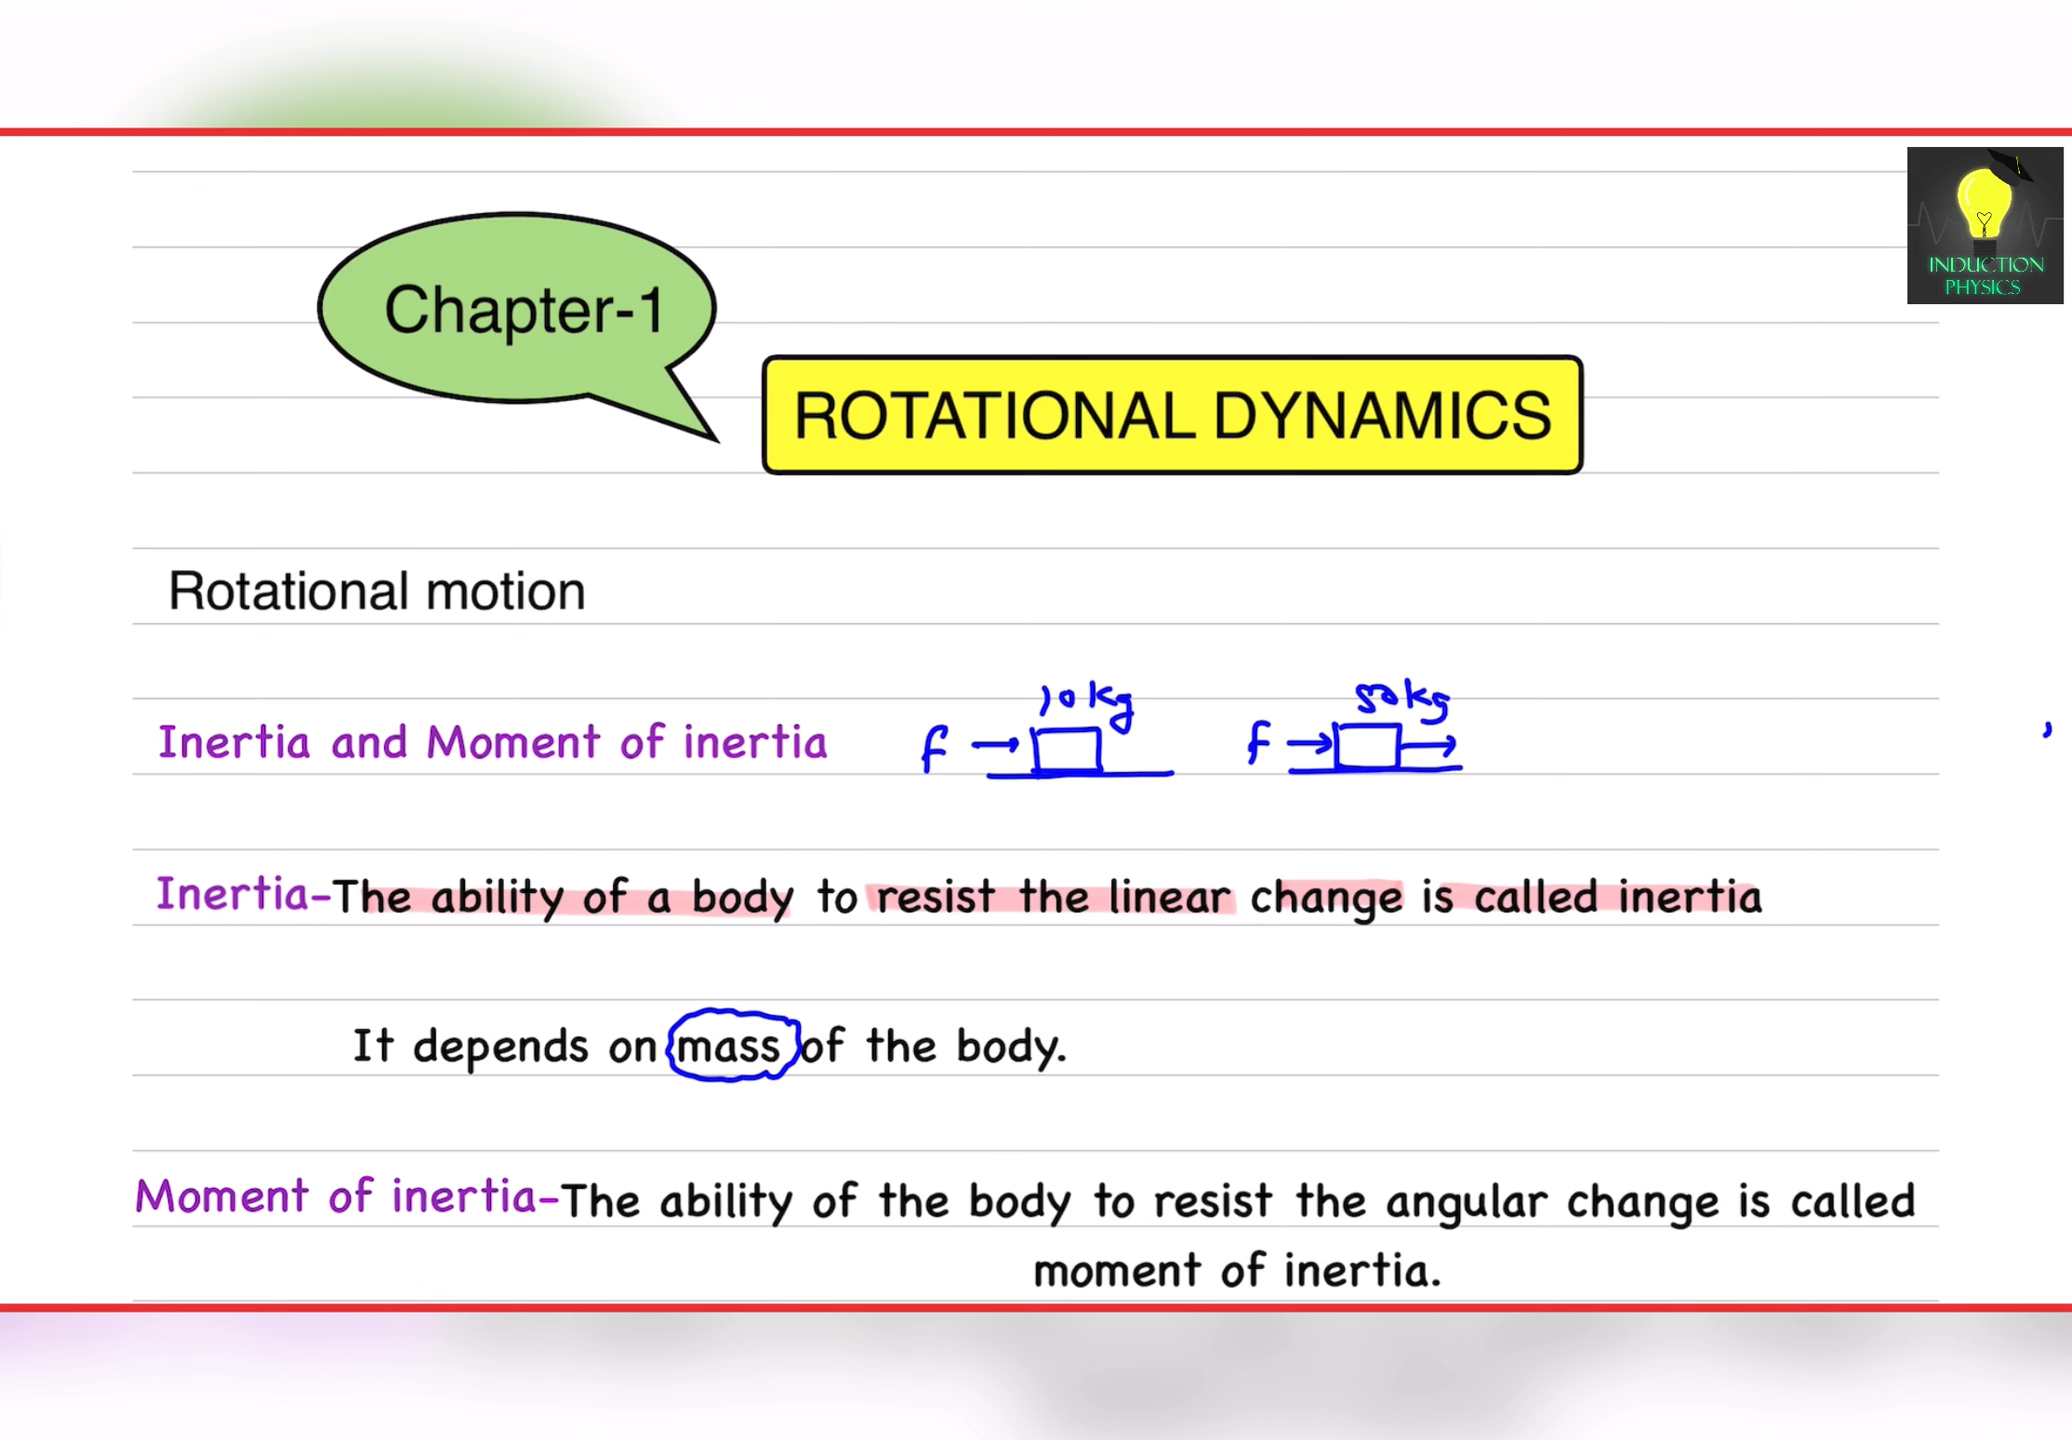 INDUCTION
PHYSICS
Chapter-1
ROTATIONAL DYNAMICS
Rotational motion
10kg 50kg
Inertia and Moment of inertia f f
Inertia-The ability of a body to resist the linear change is called inertia
It depends on mass of the body.
Moment of inertia-The ability of the body to resist the angular change is called
moment of inertia.